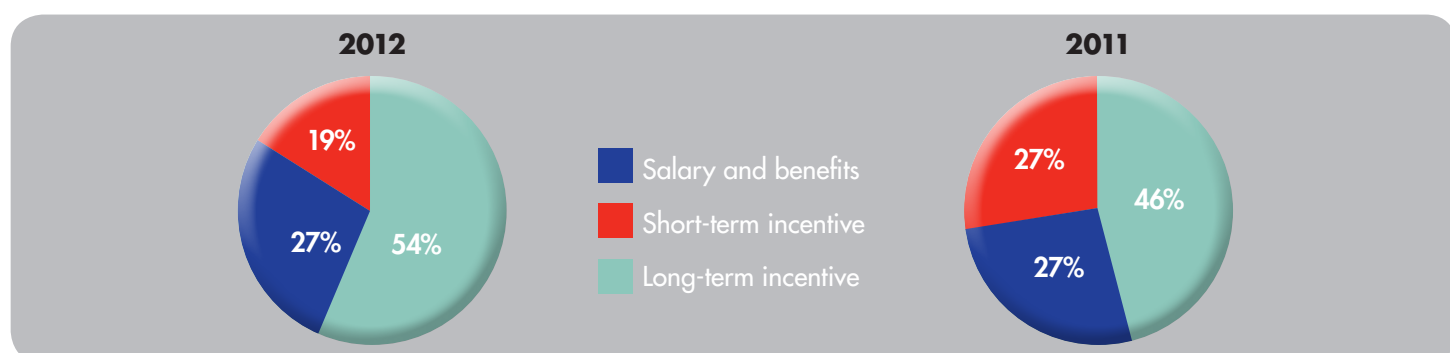 2012
2011
19%
27%
54%
Salary and benefits
Short-term incentive
Long-term incentive
27%
46%
27%